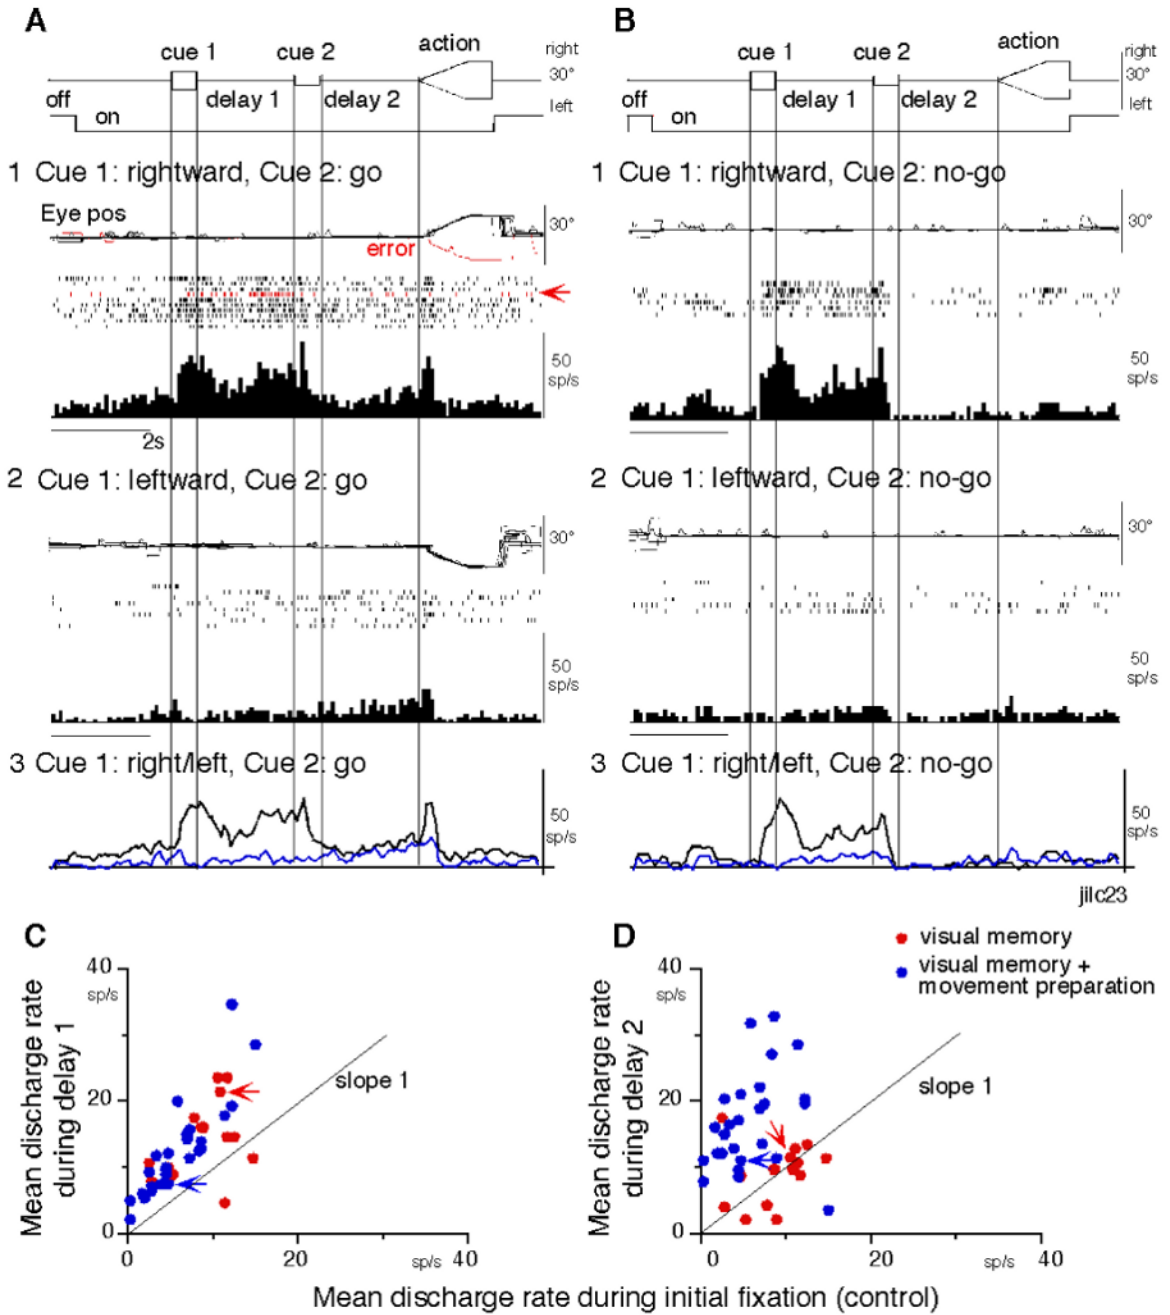 A
B
cue 1
cue 2
action
right
30°
left
off
on
delay 1
delay 2
cue 1
cue 2
action
right
30°
left
off
on
delay 1
delay 2
1 Cue 1: rightward, Cue 2: go
Eye pos
error
30°
50
sp/s
2s
1 Cue 1: rightward, Cue 2: no-go
30°
50
sp/s
2 Cue 1: leftward, Cue 2: go
30°
50
sp/s
2 Cue 1: leftward, Cue 2: no-go
30°
50
sp/s
3 Cue 1: right/left, Cue 2: go
50
sp/s
3 Cue 1: right/left, Cue 2: no-go
50
sp/s
jilc23
C
Mean discharge rate
during delay 1
40
sp/s
20
0
slope 1
0
20
sp/s
40
D
visual memory
visual memory +
movement preparation
Mean discharge rate
during delay 2
40
sp/s
20
0
slope 1
0
20
sp/s
40
Mean discharge rate during initial fixation (control)